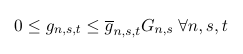 0 ≤ g_{n,s,t} ≤ \overline{g}_{n,s,t} G_{n,s} ∀n, s, t